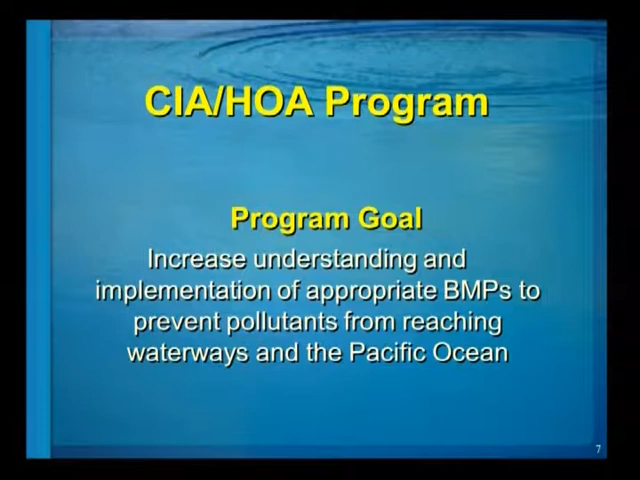 CIA/HOA Program
Program Goal
Increase understanding and
implementation of appropriate BMPs to
prevent pollutants from reaching
waterways and the Pacific Ocean
7